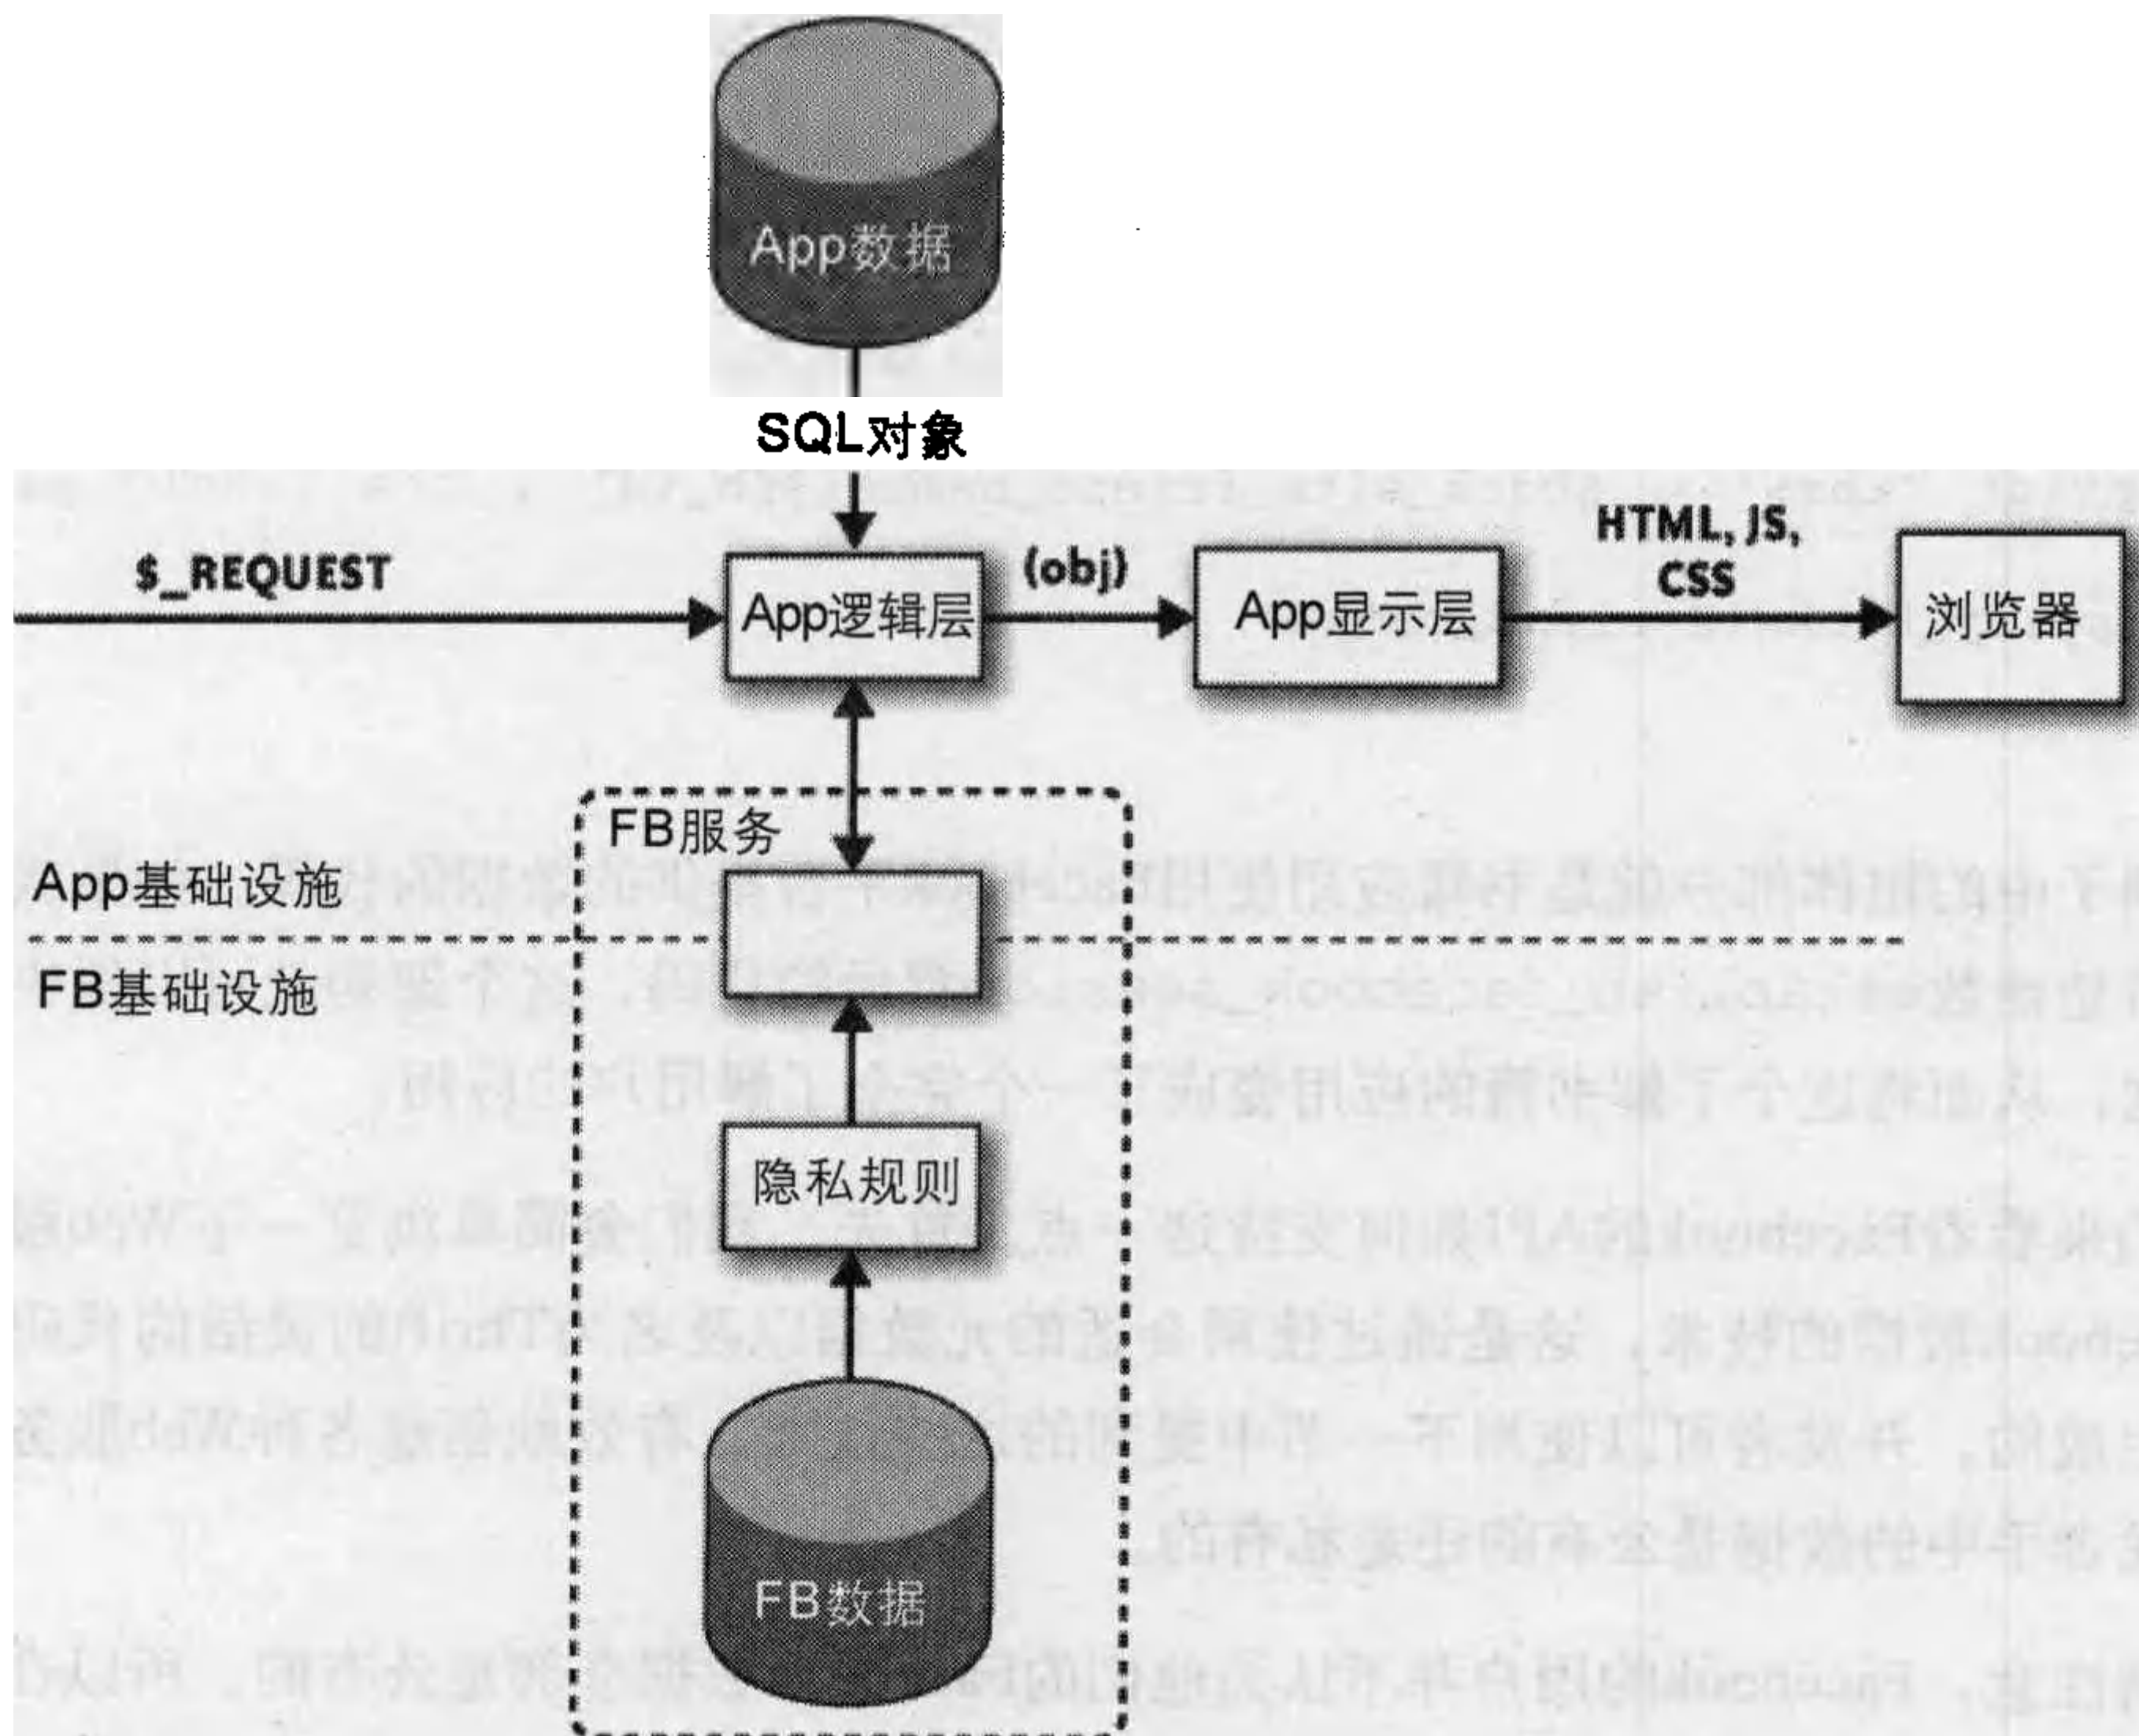 App数据
SQL对象
$_REQUEST
App逻辑层
(obj)
App显示层
HTML, JS,
CSS
浏览器
FB服务
App基础设施
FB基础设施
隐私规则
FB数据